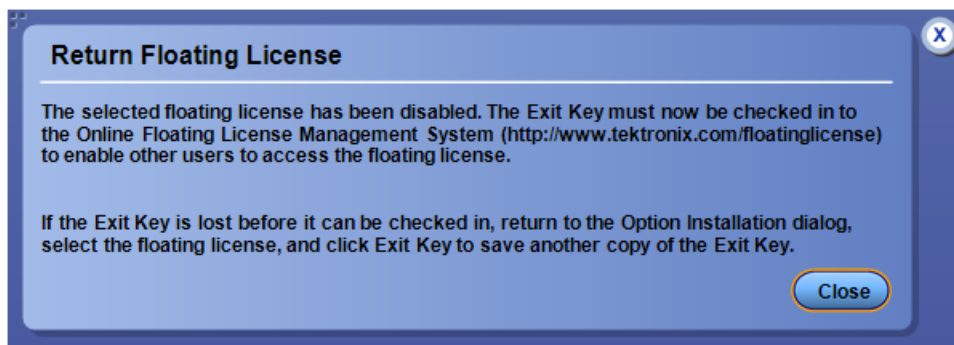 Return Floating License
X
The selected floating license has been disabled. The Exit Key must now be checked in to
the Online Floating License Management System (http://www.tektronix.com/floatinglicense)
to enable other users to access the floating license.
If the Exit Key is lost before it can be checked in, return to the Option Installation dialog,
select the floating license, and click Exit Key to save another copy of the Exit Key.
Close